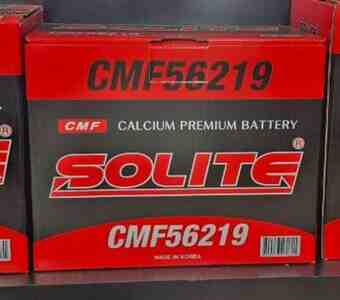 CMF56219
CMF CALCIUM PREMIUM BATTERY
SOLITE®
CMF56219
MADE IN KOREA